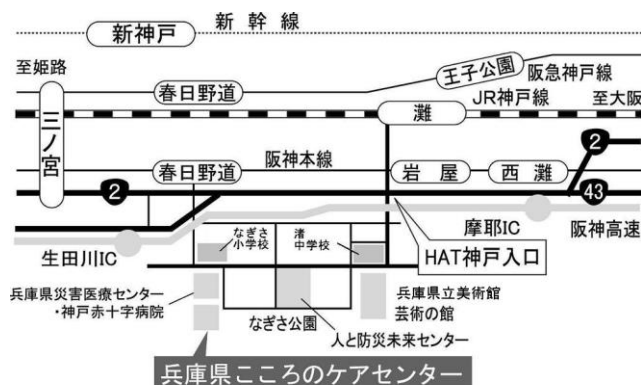 新幹線
新神戸
至姫路
王子公園
阪急神戸線
春日野道
JR神戸線
至大阪
灘
三ノ宮
2
春日野道
阪神本線
岩屋
西灘
2
43
生田川IC
なぎさ
小学校
渚
中学校
摩耶IC
阪神高速
HAT神戸入口
兵庫県災害医療センター
・神戸赤十字病院
なぎさ公園
兵庫県立美術館
芸術の館
人と防災未来センター
兵庫県こころのケアセンター